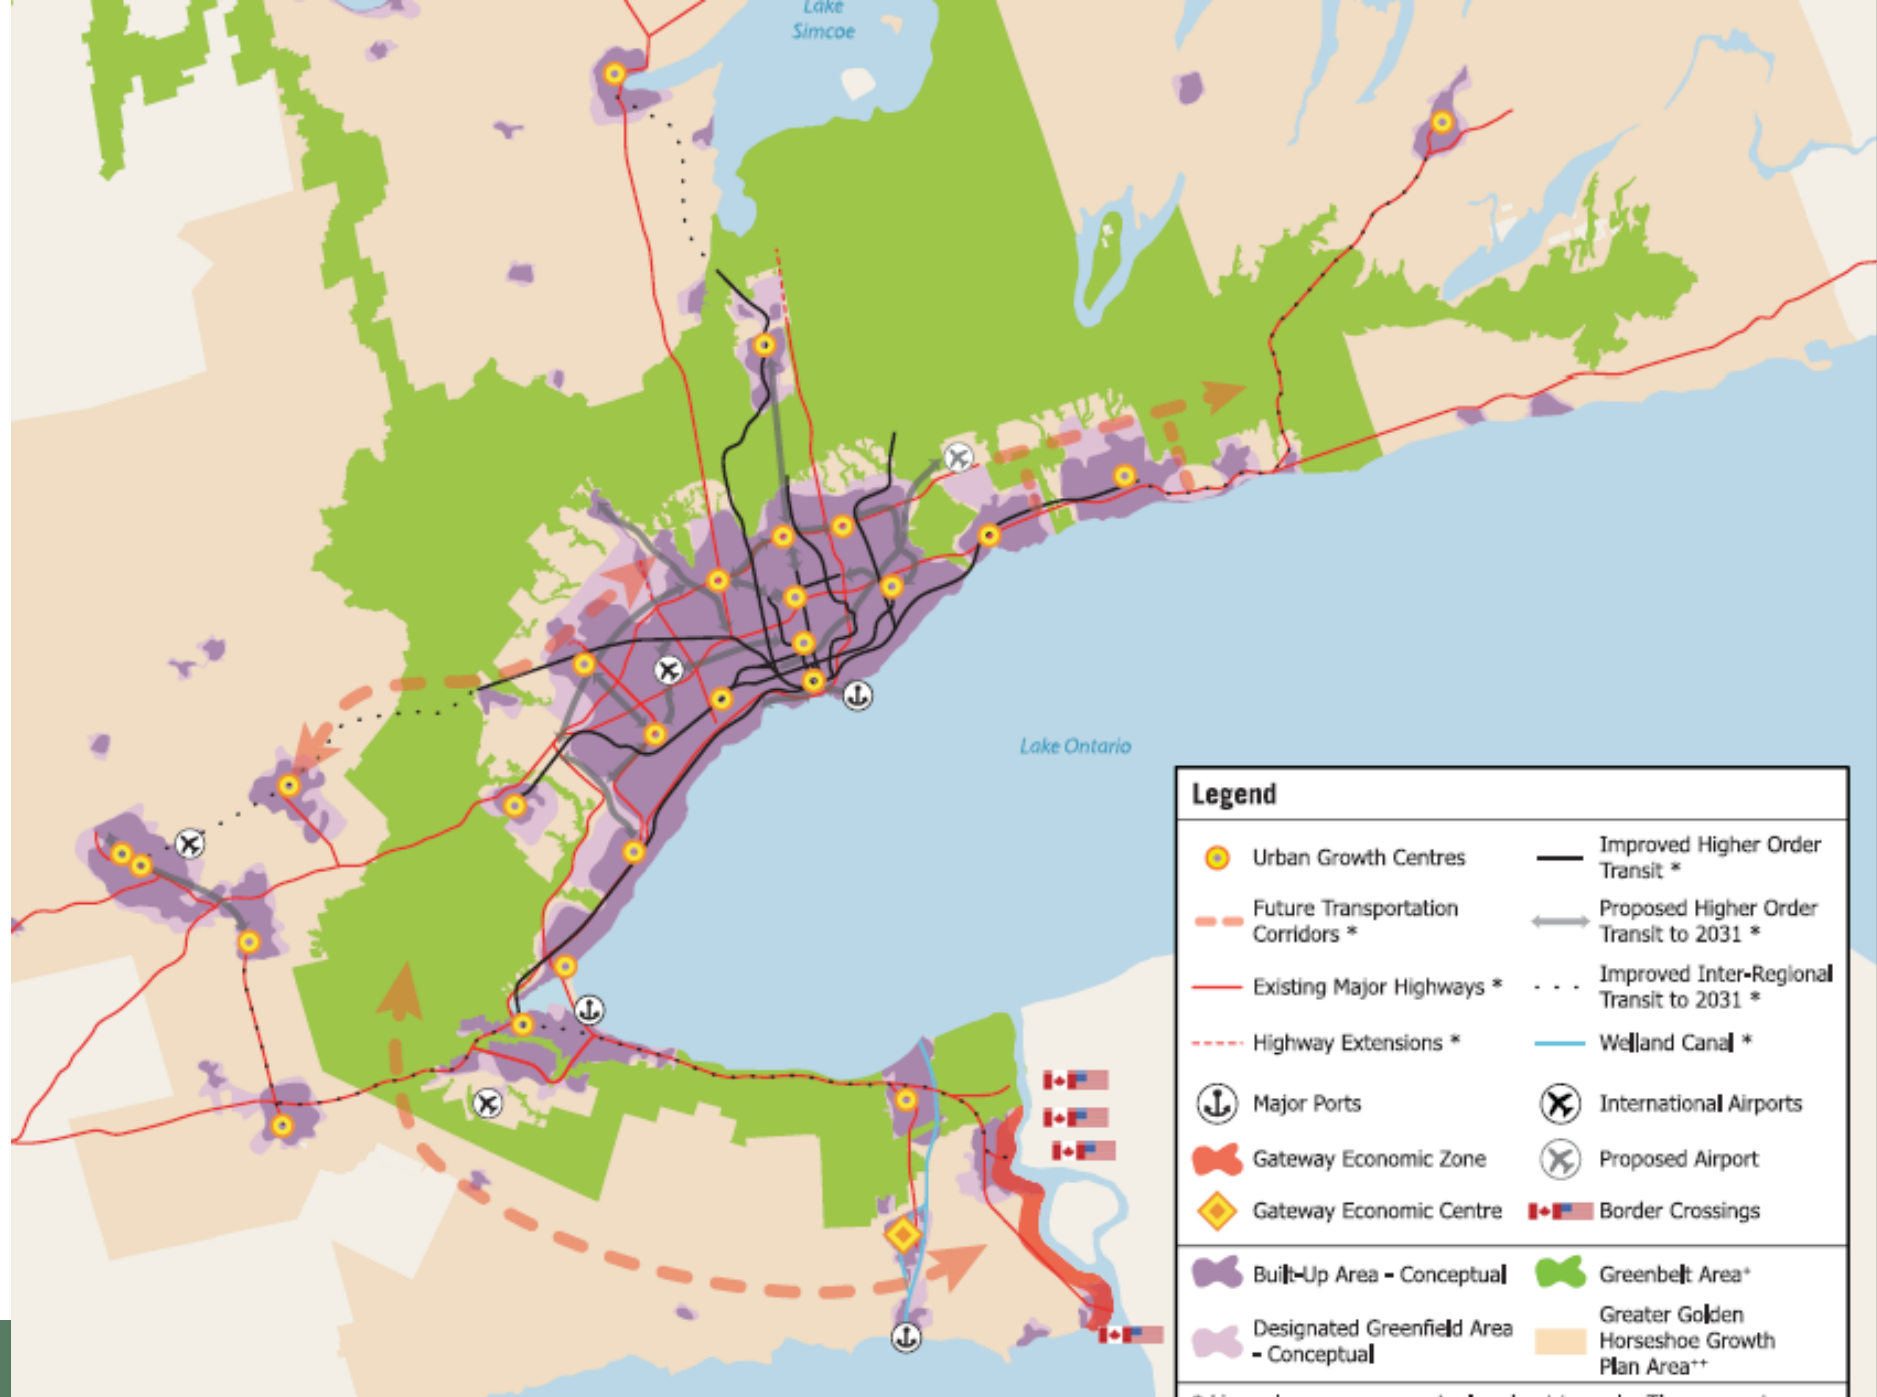 Lake
Simcoe
Lake Ontario
Legend
Urban Growth Centres
Improved Higher Order
Transit *
Future Transportation
Corridors *
Proposed Higher Order
Transit to 2031 *
Existing Major Highways *
Improved Inter-Regional
Transit to 2031 *
Highway Extensions *
Welland Canal *
Major Ports
International Airports
Gateway Economic Zone
Proposed Airport
Gateway Economic Centre
Border Crossings
Built-Up Area - Conceptual
Greenbelt Area+
Designated Greenfield Area
- Conceptual
Greater Golden
Horseshoe Growth
Plan Area++